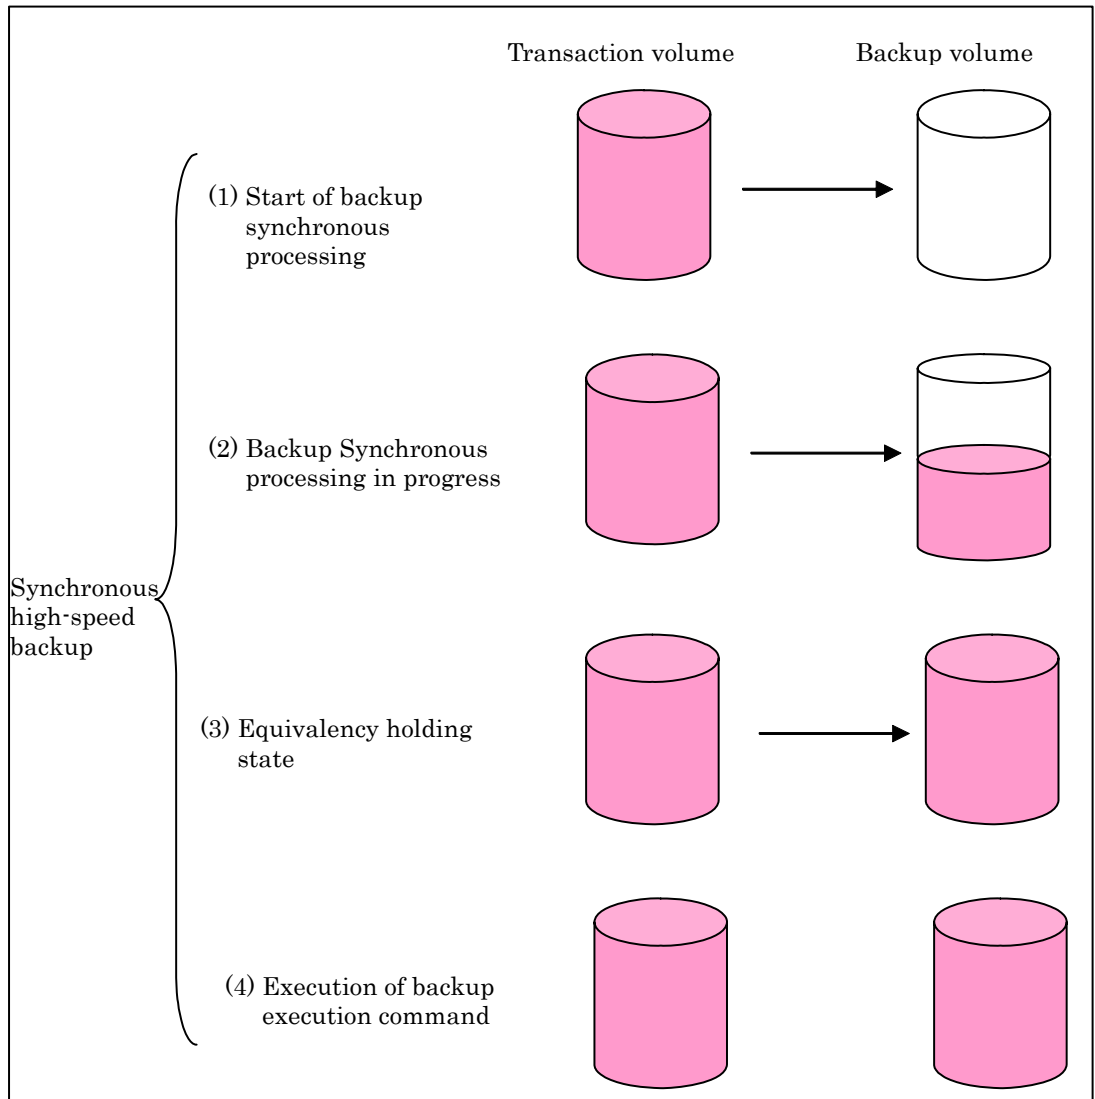 Transaction volume
Backup volume
(1) Start of backup
synchronous
processing
(2) Backup Synchronous
processing in progress
Synchronous
high-speed
backup
(3) Equivalency holding
state
(4) Execution of backup
execution command